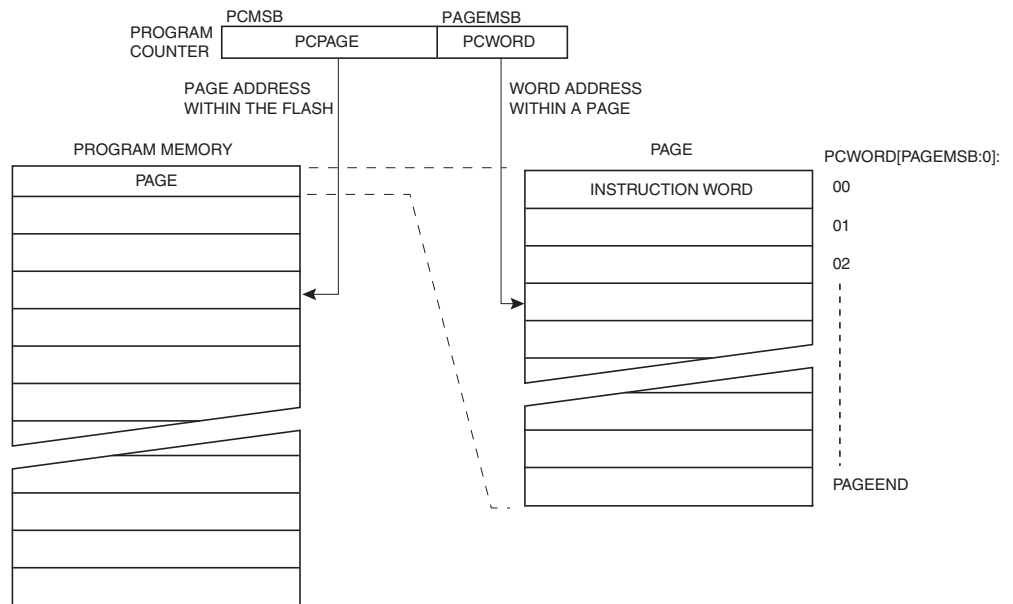 PCMSB PAGEMSB
PROGRAM
COUNTER
PCPAGE PCWORD
PAGE ADDRESS
WITHIN THE FLASH
WORD ADDRESS
WITHIN A PAGE
PROGRAM MEMORY
PAGE
PAGE
PCWORD[PAGEMSB:0]:
INSTRUCTION WORD
00
01
02
PAGEEND